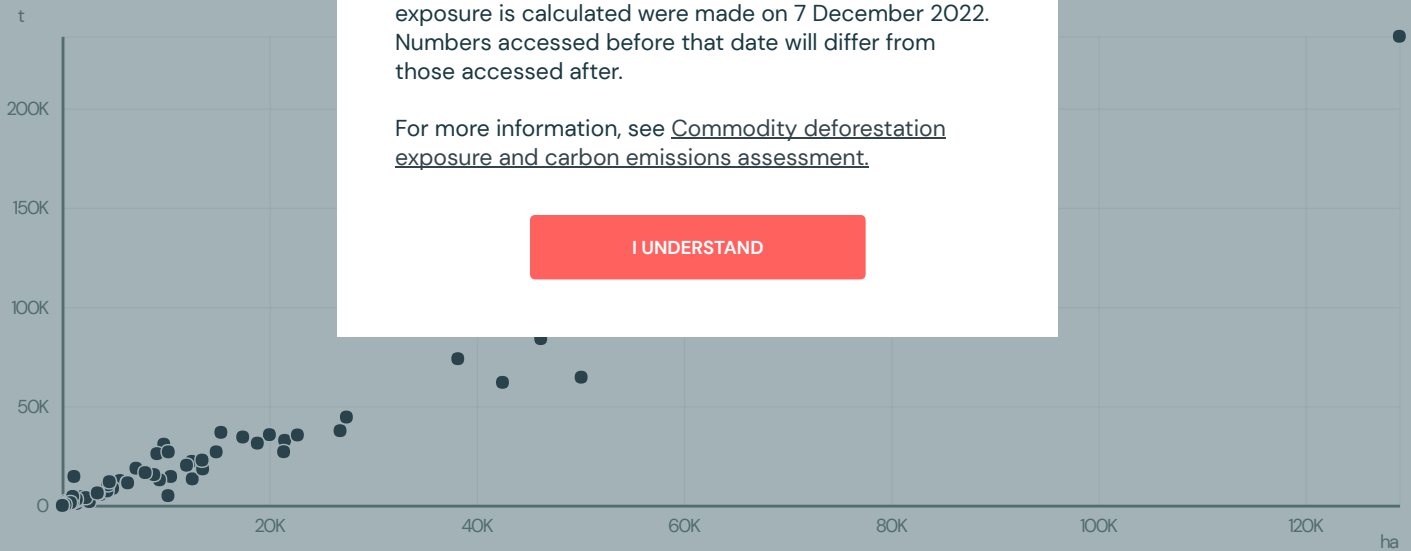 t
exposure is calculated were made on 7 December 2022.
Numbers accessed before that date will differ from
those accessed after.
200K
For more information, see Commodity deforestation
exposure and carbon emissions assessment.
150K
I UNDERSTAND
100K
50K
0
20K 40K 60K 80K 100K 120K
ha